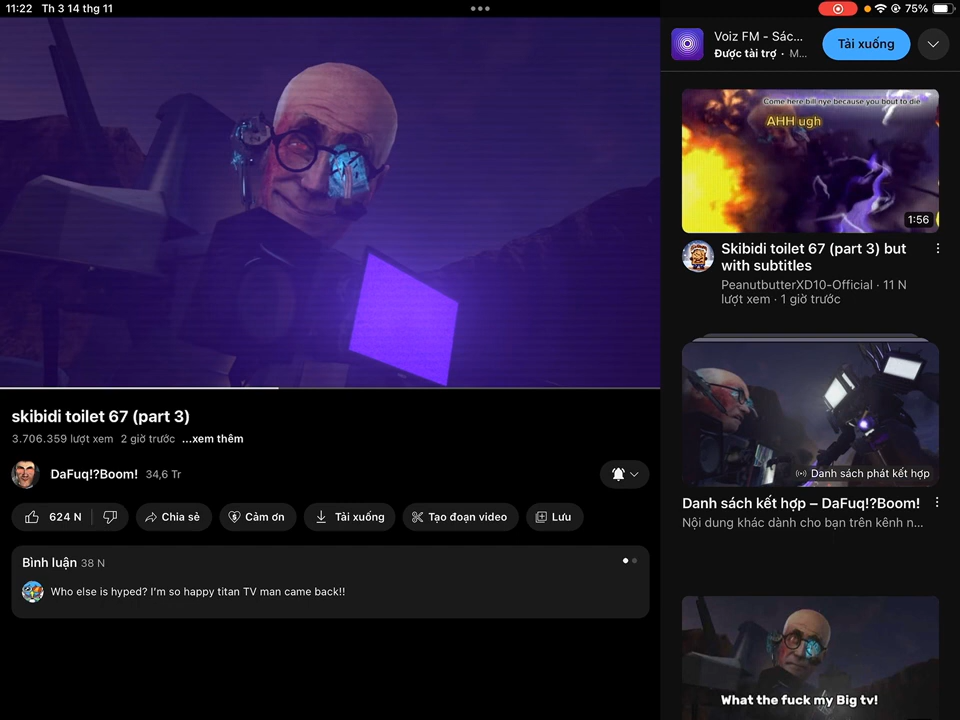 11:22 Th 3 14 thg 11
75%
skibidi toilet 67 (part 3)
3.706.359 lượt xem 2 giờ trước ...xem thêm
DaFuq!?Boom! 34,6 Tr
624 N
Chia sẻ
Cảm ơn
Tải xuống
Tạo đoạn video
Lưu
Bình luận 38 N
Who else is hyped? I'm so happy titan TV man came back!!
Voiz FM - Sác...
Được tài trợ · M...
Tải xuống
Come here bill nye because you bout to die
AHH ugh
1:56
Skibidi toilet 67 (part 3) but
with subtitles
PeanutbutterXD10-Official · 11 N
lượt xem · 1 giờ trước
Danh sách phát kết hợp
Danh sách kết hợp – DaFuq!?Boom!
Nội dung khác dành cho bạn trên kênh n...
What the fuck my Big tv!